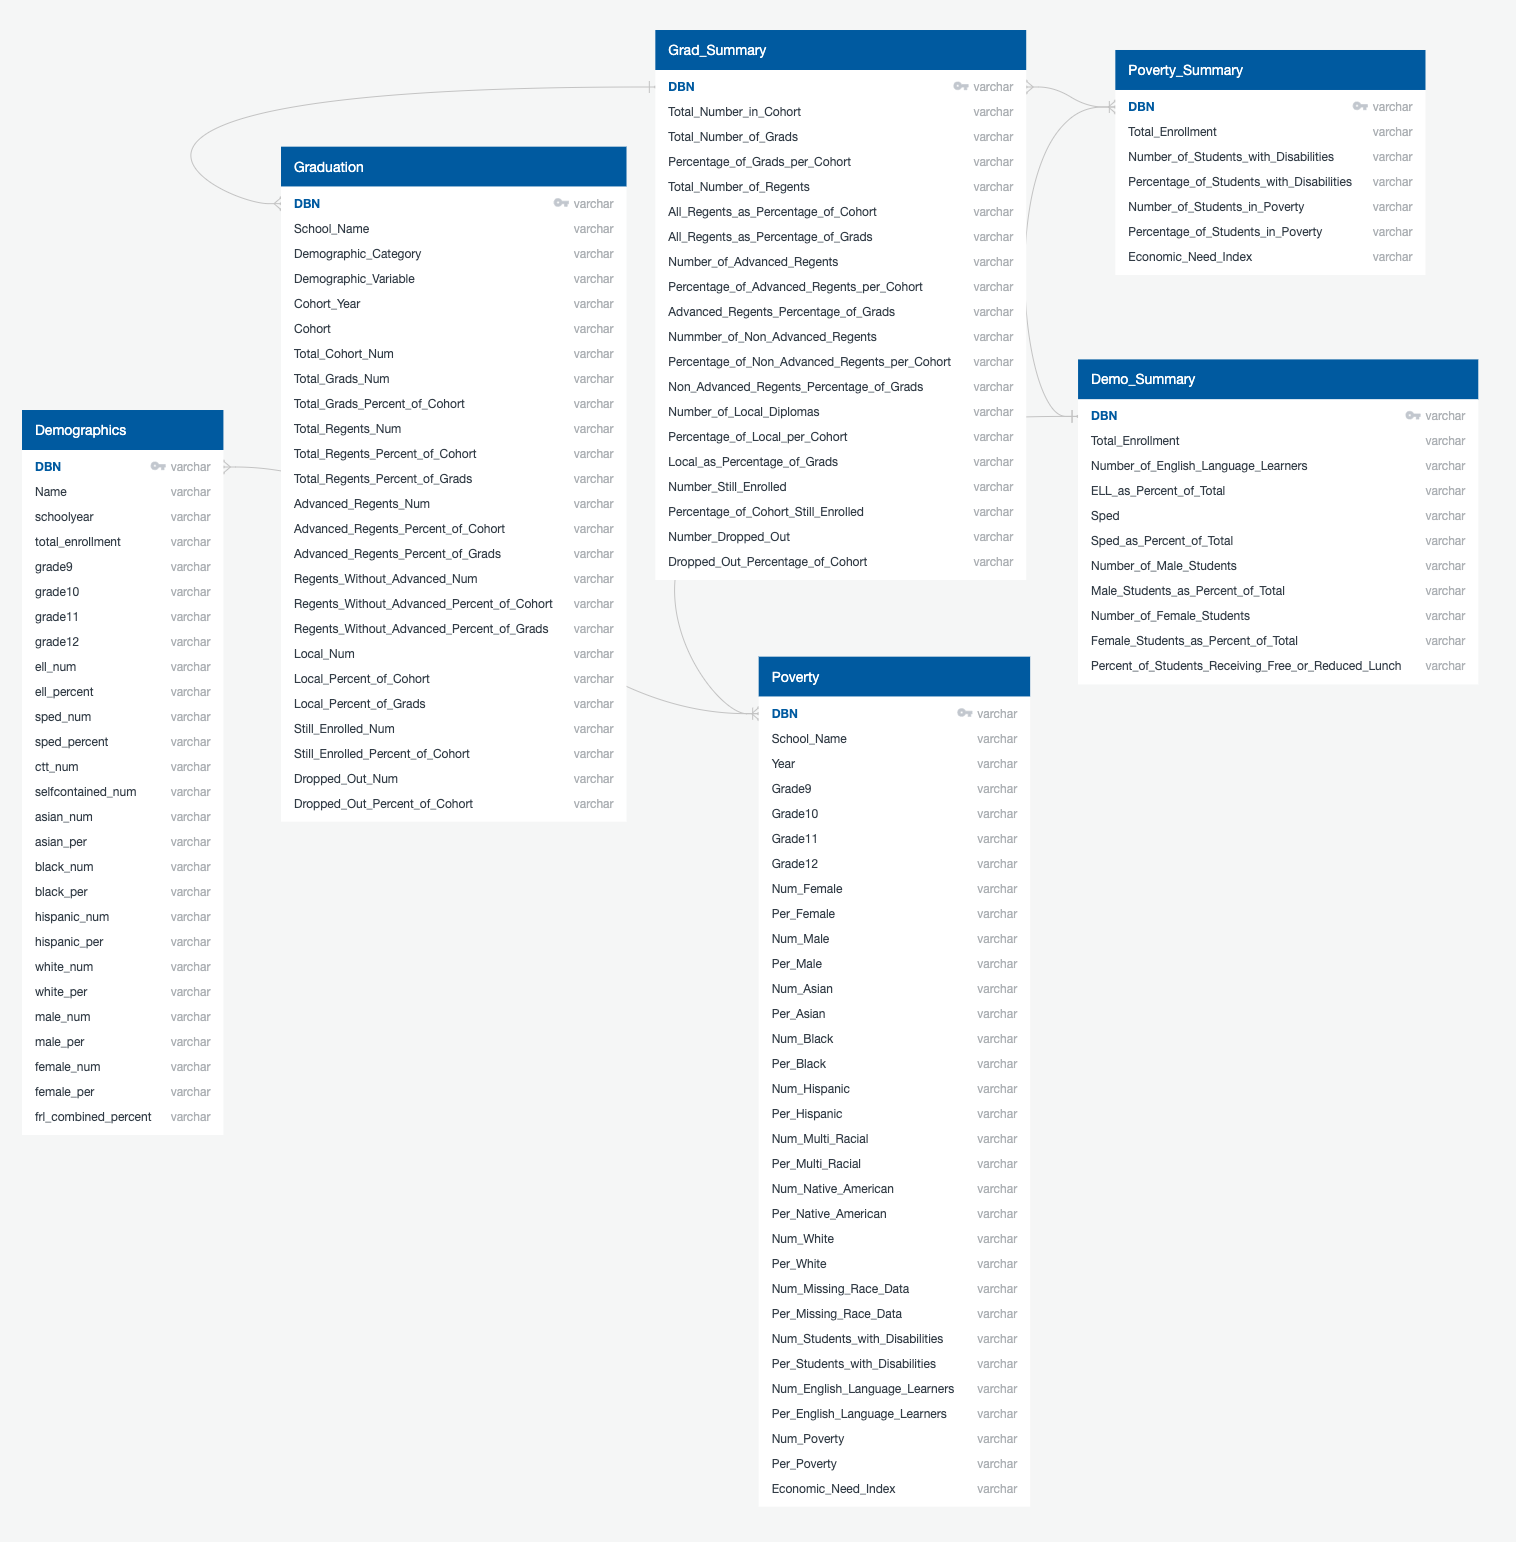 Grad_Summary
DBN varchar
Total_Number_in_Cohort varchar
Total_Number_of_Grads varchar
Percentage_of_Grads_per_Cohort varchar
Total_Number_of_Regents varchar
All_Regents_as_Percentage_of_Cohort varchar
All_Regents_as_Percentage_of_Grads varchar
Number_of_Advanced_Regents varchar
Percentage_of_Advanced_Regents_per_Cohort varchar
Advanced_Regents_Percentage_of_Grads varchar
Nummber_of_Non_Advanced_Regents varchar
Percentage_of_Non_Advanced_Regents_per_Cohort varchar
Non_Advanced_Regents_Percentage_of_Grads varchar
Number_of_Local_Diplomas varchar
Percentage_of_Local_per_Cohort varchar
Local_as_Percentage_of_Grads varchar
Number_Still_Enrolled varchar
Percentage_of_Cohort_Still_Enrolled varchar
Number_Dropped_Out varchar
Dropped_Out_Percentage_of_Cohort varchar
Poverty_Summary
DBN varchar
Total_Enrollment varchar
Number_of_Students_with_Disabilities varchar
Percentage_of_Students_with_Disabilities varchar
Number_of_Students_in_Poverty varchar
Percentage_of_Students_in_Poverty varchar
Economic_Need_Index varchar
Graduation
DBN varchar
School_Name varchar
Demographic_Category varchar
Demographic_Variable varchar
Cohort_Year varchar
Cohort varchar
Total_Cohort_Num varchar
Total_Grads_Num varchar
Total_Grads_Percent_of_Cohort varchar
Total_Regents_Num varchar
Total_Regents_Percent_of_Cohort varchar
Total_Regents_Percent_of_Grads varchar
Advanced_Regents_Num varchar
Advanced_Regents_Percent_of_Cohort varchar
Advanced_Regents_Percent_of_Grads varchar
Regents_Without_Advanced_Num varchar
Regents_Without_Advanced_Percent_of_Cohort varchar
Regents_Without_Advanced_Percent_of_Grads varchar
Local_Num varchar
Local_Percent_of_Cohort varchar
Local_Percent_of_Grads varchar
Still_Enrolled_Num varchar
Still_Enrolled_Percent_of_Cohort varchar
Dropped_Out_Num varchar
Dropped_Out_Percent_of_Cohort varchar
Demo_Summary
DBN varchar
Total_Enrollment varchar
Number_of_English_Language_Learners varchar
ELL_as_Percent_of_Total varchar
Sped varchar
Sped_as_Percent_of_Total varchar
Number_of_Male_Students varchar
Male_Students_as_Percent_of_Total varchar
Number_of_Female_Students varchar
Female_Students_as_Percent_of_Total varchar
Percent_of_Students_Receiving_Free_or_Reduced_Lunch varchar
Demographics
DBN varchar
Name varchar
schoolyear varchar
total_enrollment varchar
grade9 varchar
grade10 varchar
grade11 varchar
grade12 varchar
ell_num varchar
ell_percent varchar
sped_num varchar
sped_percent varchar
ctt_num varchar
selfcontained_num varchar
asian_num varchar
asian_per varchar
black_num varchar
black_per varchar
hispanic_num varchar
hispanic_per varchar
white_num varchar
white_per varchar
male_num varchar
male_per varchar
female_num varchar
female_per varchar
frl_combined_percent varchar
Poverty
DBN varchar
School_Name varchar
Year varchar
Grade9 varchar
Grade10 varchar
Grade11 varchar
Grade12 varchar
Num_Female varchar
Per_Female varchar
Num_Male varchar
Per_Male varchar
Num_Asian varchar
Per_Asian varchar
Num_Black varchar
Per_Black varchar
Num_Hispanic varchar
Per_Hispanic varchar
Num_Multi_Racial varchar
Per_Multi_Racial varchar
Num_Native_American varchar
Per_Native_American varchar
Num_White varchar
Per_White varchar
Num_Missing_Race_Data varchar
Per_Missing_Race_Data varchar
Num_Students_with_Disabilities varchar
Per_Students_with_Disabilities varchar
Num_English_Language_Learners varchar
Per_English_Language_Learners varchar
Num_Poverty varchar
Per_Poverty varchar
Economic_Need_Index varchar